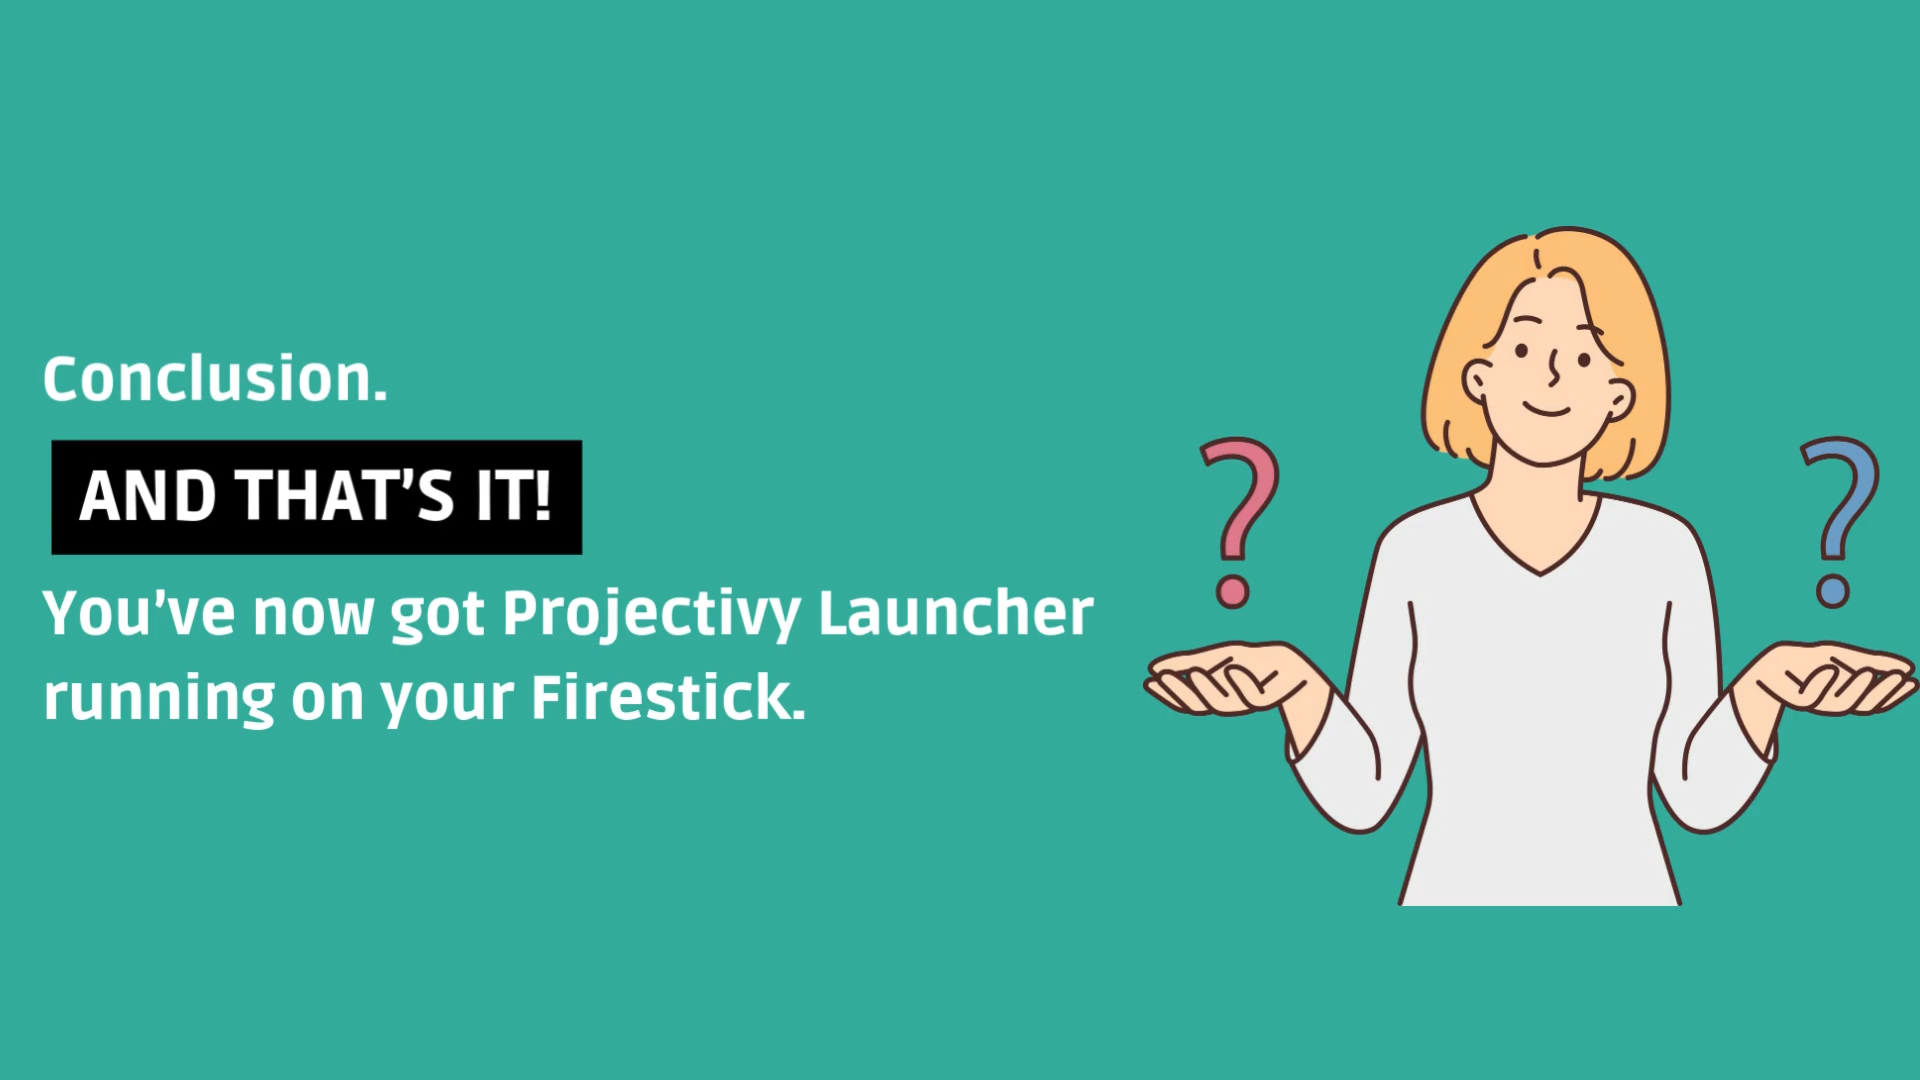 Conclusion.
AND THAT’S IT!
You’ve now got Projectivy Launcher
running on your Firestick.
?
?